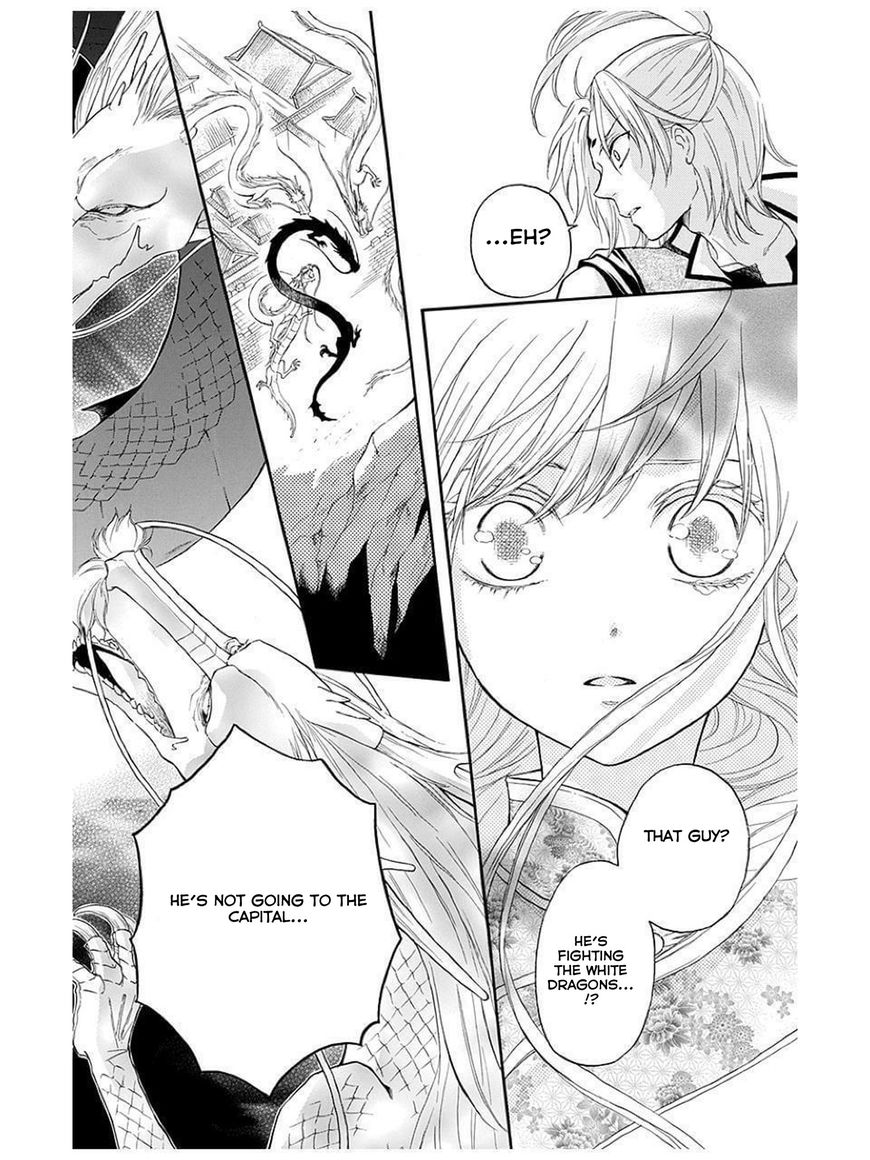 ...EH?
THAT GUY?
HE'S
FIGHTING
THE WHITE
DRAGONS...
!?
HE'S NOT GOING TO THE
CAPITAL...